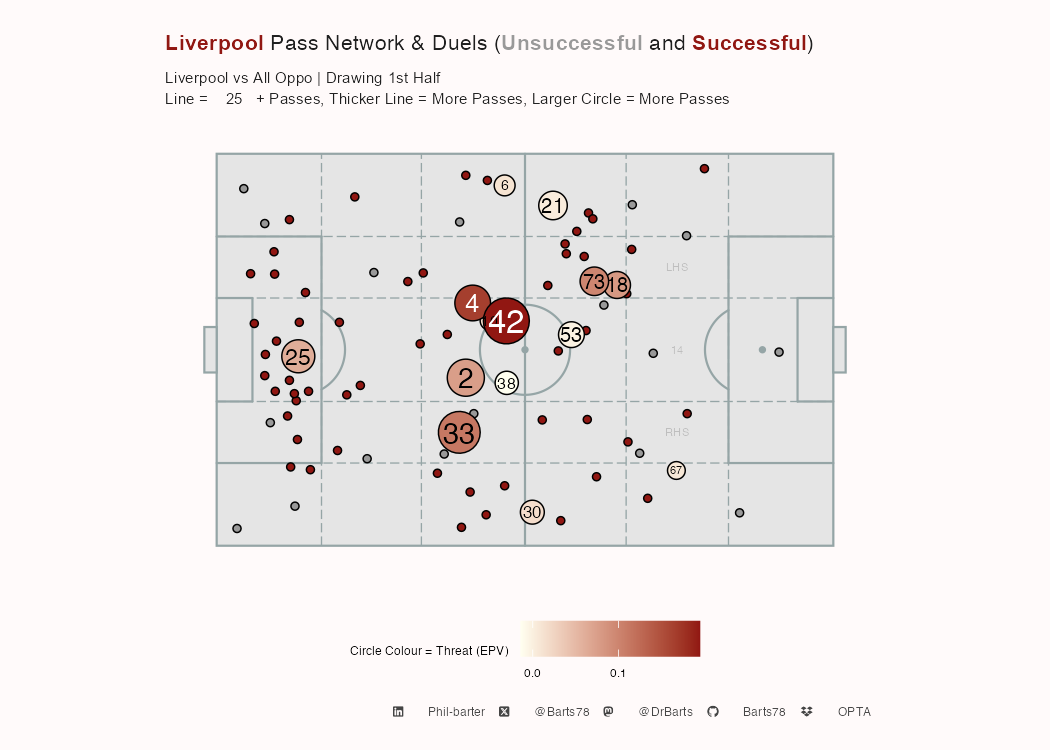 Liverpool Pass Network & Duels (Unsuccessful and Successful)
Liverpool vs All Oppo | Drawing 1st Half
Line = 25 + Passes, Thicker Line = More Passes, Larger Circle = More Passes
6
21
LHS
73 18
4
42
53
14
25
2
38
33
RHS
67
30
Circle Colour = Threat (EPV)
0.0 0.1
Phil-barter @Barts78 @DrBarts Barts78 OPTA